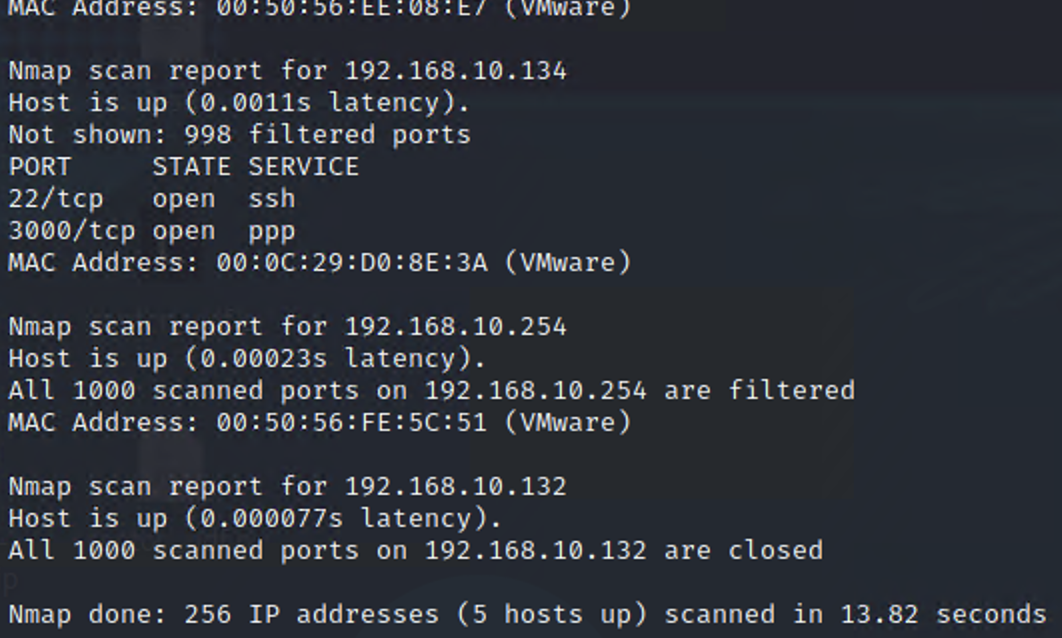 MAC Address: 00:50:56:EE:08:E7 (VMware)
Nmap scan report for 192.168.10.134
Host is up (0.0011s latency).
Not shown: 998 filtered ports
PORT     STATE SERVICE
22/tcp   open  ssh
3000/tcp open  ppp
MAC Address: 00:0C:29:D0:8E:3A (VMware)
Nmap scan report for 192.168.10.254
Host is up (0.00023s latency).
All 1000 scanned ports on 192.168.10.254 are filtered
MAC Address: 00:50:56:FE:5C:51 (VMware)
Nmap scan report for 192.168.10.132
Host is up (0.000077s latency).
All 1000 scanned ports on 192.168.10.132 are closed
Nmap done: 256 IP addresses (5 hosts up) scanned in 13.82 seconds